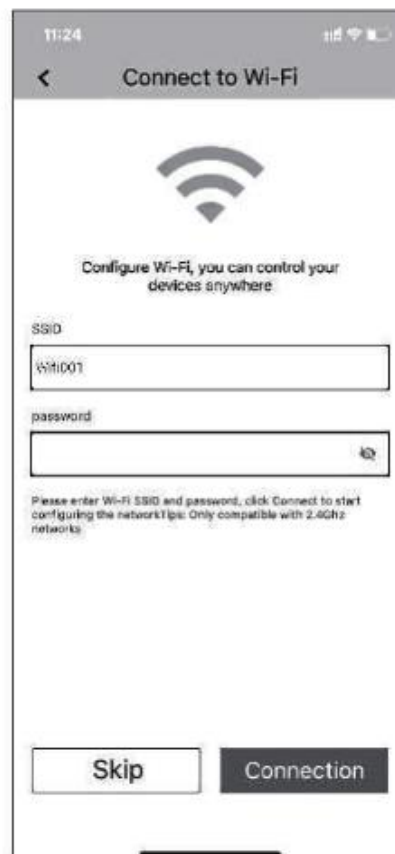 11:24
Connect to Wi-Fi
Configure Wi-Fi, you can control your
devices anywhere
SSID
Wifi001
password
Please enter Wi-Fi SSID and password, click Connect to start
configuring the networkTips: Only compatible with 2.4Ghz
networks
Skip
Connection